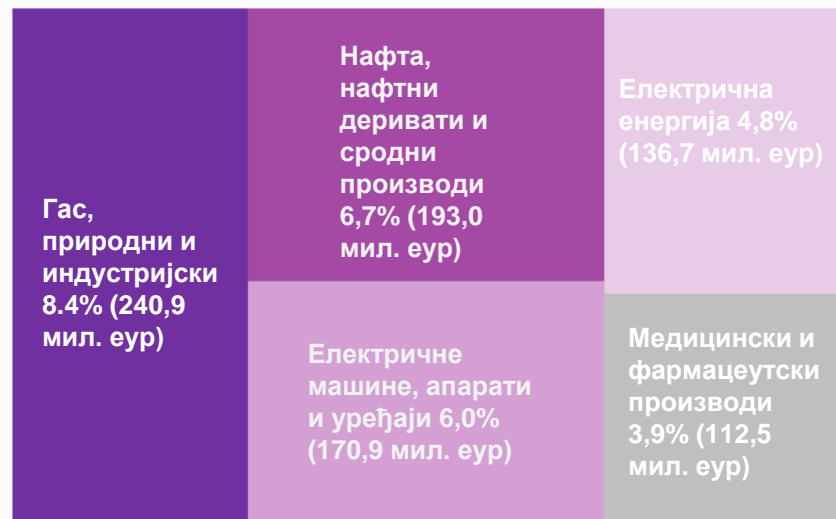 Гас,
природни и
индустријски
8.4% (240,9
мил. еур)
Нафта,
нафтни
деривати и
сродни
производи
6,7% (193,0
мил. еур)
Електричне
машине, апарати
и уређаји 6,0%
(170,9 мил. еур)
Електрична
енергија 4,8%
(136,7 мил. еур)
Медицински и
фармацеутски
производи
3,9% (112,5
мил. еур)